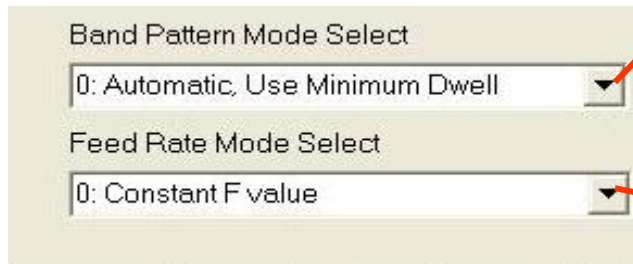 Band Pattern Mode Select
0: Automatic, Use Minimum Dwell
Feed Rate Mode Select
0: Constant F value